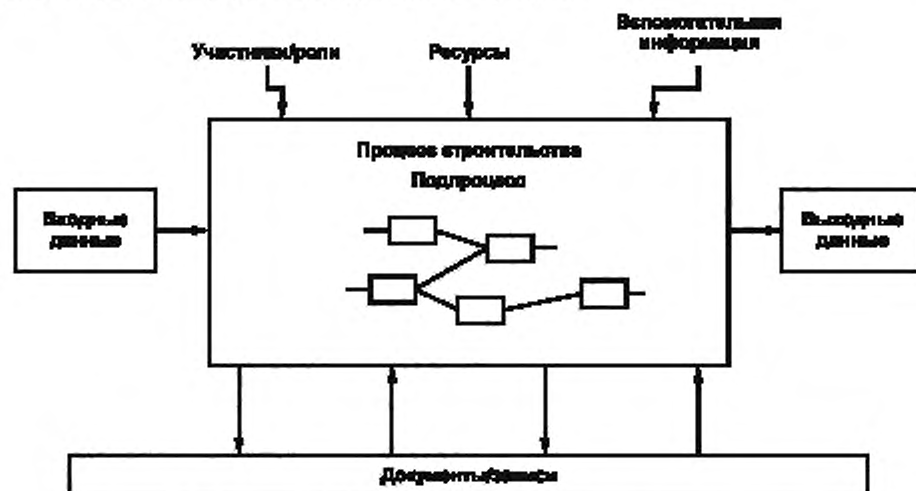 Вспомогательная
информация
Участники/роли
Ресурсы
Процесс строительства
Подпроцесс
Входные
данные
Выходные
данные
Документы/записи